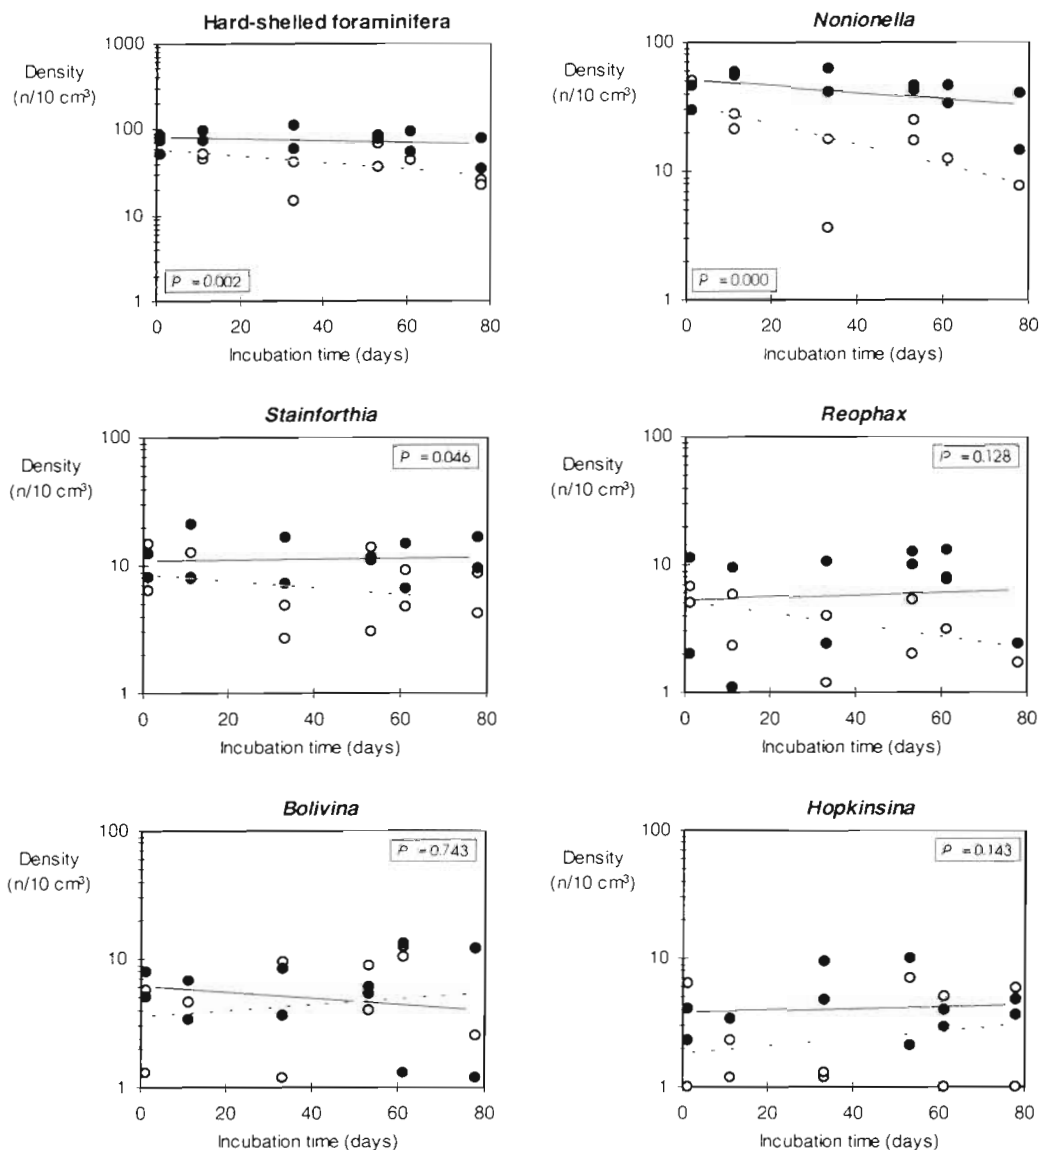 Hard-shelled foraminifera
Density
(n/10 cm³)
1000
100
10
1
P = 0.002
0 20 40 60 80
Incubation time (days)
Nonionella
Density
(n/10 cm³)
100
10
1
P = 0.000
0 20 40 60 80
Incubation time (days)
Stainforthia
Density
(n/10 cm³)
100
10
1
P = 0.046
0 20 40 60 80
Incubation time (days)
Reophax
Density
(n/10 cm³)
100
10
1
P = 0.128
0 20 40 60 80
Incubation time (days)
Bolivina
Density
(n/10 cm³)
100
10
1
P = 0.743
0 20 40 60 80
Incubation time (days)
Hopkinsina
Density
(n/10 cm³)
100
10
1
P = 0.143
0 20 40 60 80
Incubation time (days)